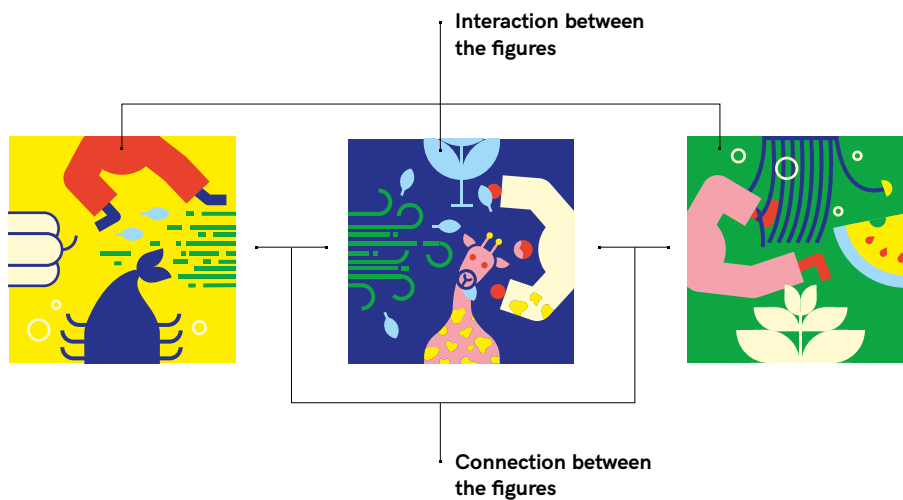 Interaction between
the figures
Connection between
the figures